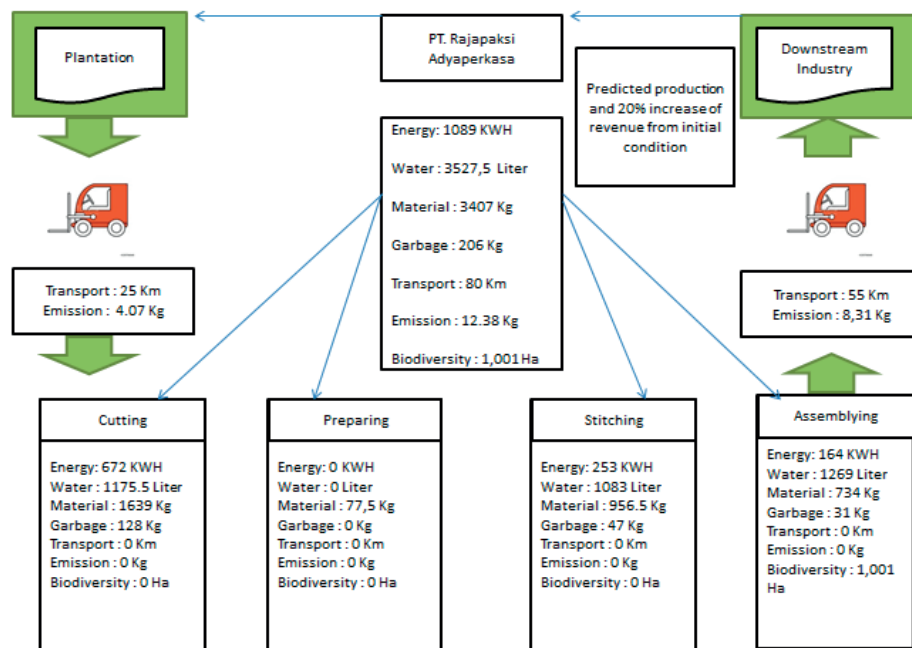 Plantation
PT. Rajapaksi
Adyaperkasa
Downstream
Industry
Predicted production
and 20% increase of
revenue from initial
condition
Energy: 1089 KWH
Water : 3527,5 Liter
Material : 3407 Kg
Garbage : 206 Kg
Transport : 80 Km
Emission : 12.38 Kg
Biodiversity : 1,001 Ha
Transport : 25 Km
Emission : 4.07 Kg
Transport : 55 Km
Emission : 8,31 Kg
Cutting
Energy: 672 KWH
Water : 1175.5 Liter
Material : 1639 Kg
Garbage : 128 Kg
Transport : 0 Km
Emission : 0 Kg
Biodiversity : 0 Ha
Preparing
Energy: 0 KWH
Water : 0 Liter
Material : 77,5 Kg
Garbage : 0 Kg
Transport : 0 Km
Emission : 0 Kg
Biodiversity : 0 Ha
Stitching
Energy: 253 KWH
Water : 1083 Liter
Material : 956.5 Kg
Garbage : 47 Kg
Transport : 0 Km
Emission : 0 Kg
Biodiversity : 0 Ha
Assemblying
Energy: 164 KWH
Water : 1269 Liter
Material : 734 Kg
Garbage : 31 Kg
Transport : 0 Km
Emission : 0 Kg
Biodiversity : 1,001
Ha